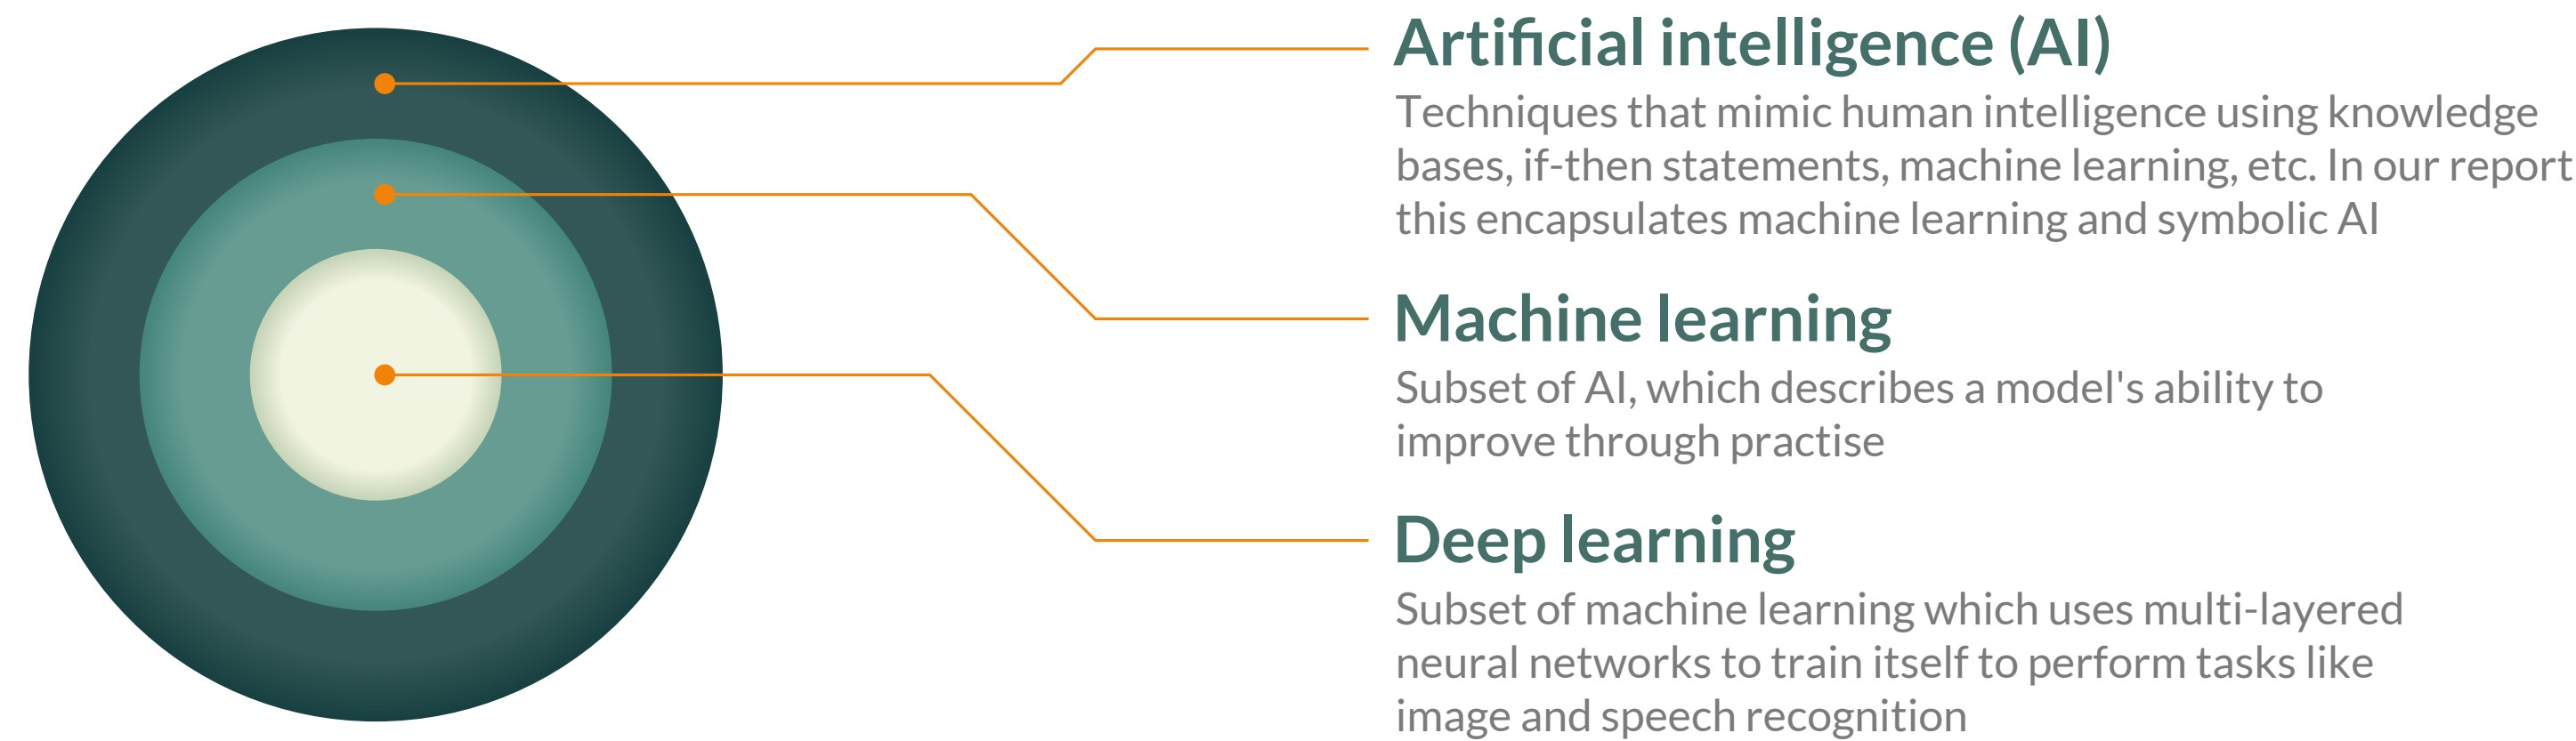 Artificial intelligence (AI)
Techniques that mimic human intelligence using knowledge
bases, if-then statements, machine learning, etc. In our report
this encapsulates machine learning and symbolic AI
Machine learning
Subset of AI, which describes a model's ability to
improve through practise
Deep learning
Subset of machine learning which uses multi-layered
neural networks to train itself to perform tasks like
image and speech recognition